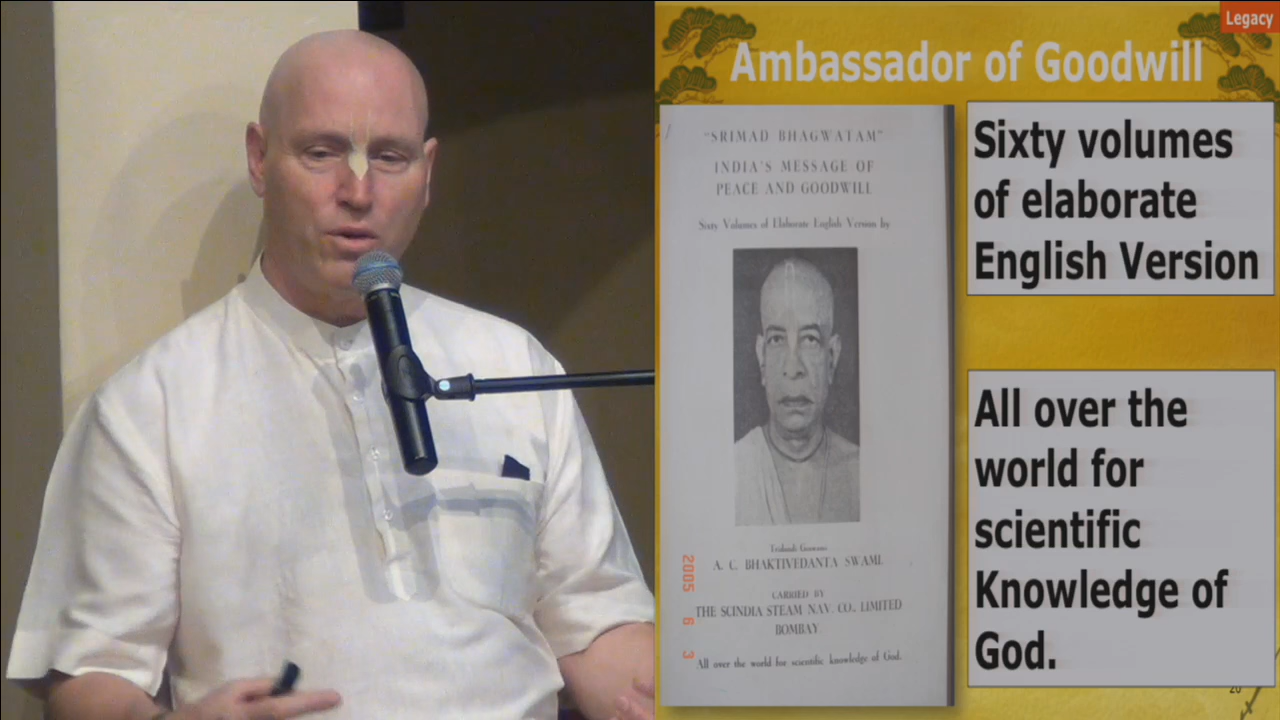 Legacy
Ambassador of Goodwill
"SRIMAD BHAGWATAM"
INDIA'S MESSAGE OF
PEACE AND GOODWILL
Sixty Volumes of Elaborate English Version by
A. C. BHAKTIVEDANTA SWAMI.
CARRIED BY
THE SCINDIA STEAM NAV. CO., LIMITED
BOMBAY.
All over the world for scientific knowledge of God.
2005 6 3
Sixty volumes
of elaborate
English Version
All over the
world for
scientific
Knowledge of
God.
20